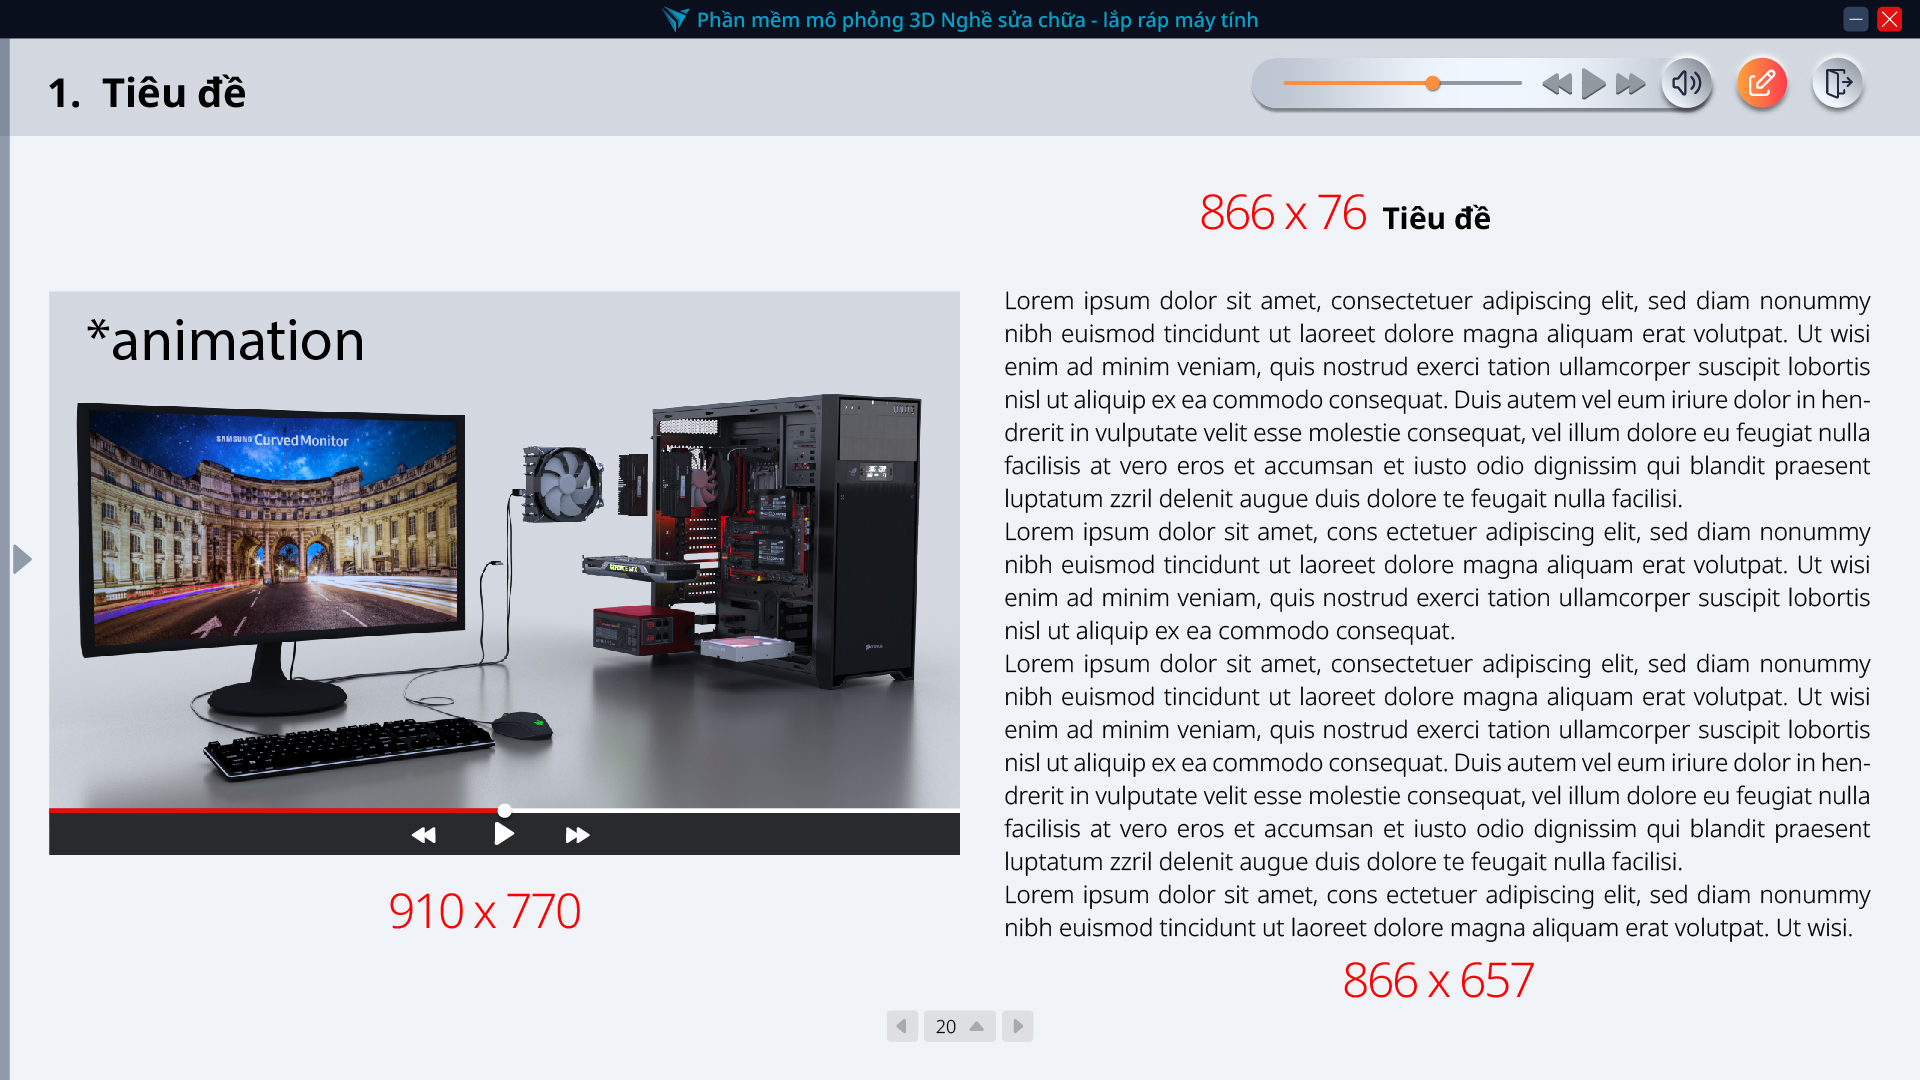 Phần mềm mô phỏng 3D Nghề sửa chữa - lắp ráp máy tính
1. Tiêu đề
866 x 76 Tiêu đề
*animation
SAMSUNG Curved Monitor
GEFORCE GTX
910 x 770
Lorem ipsum dolor sit amet, consectetuer adipiscing elit, sed diam nonummy
nibh euismod tincidunt ut laoreet dolore magna aliquam erat volutpat. Ut wisi
enim ad minim veniam, quis nostrud exerci tation ullamcorper suscipit lobortis
nisl ut aliquip ex ea commodo consequat. Duis autem vel eum iriure dolor in hen-
drerit in vulputate velit esse molestie consequat, vel illum dolore eu feugiat nulla
facilisis at vero eros et accumsan et iusto odio dignissim qui blandit praesent
luptatum zzril delenit augue duis dolore te feugait nulla facilisi.
Lorem ipsum dolor sit amet, cons ectetuer adipiscing elit, sed diam nonummy
nibh euismod tincidunt ut laoreet dolore magna aliquam erat volutpat. Ut wisi
enim ad minim veniam, quis nostrud exerci tation ullamcorper suscipit lobortis
nisl ut aliquip ex ea commodo consequat.
Lorem ipsum dolor sit amet, consectetuer adipiscing elit, sed diam nonummy
nibh euismod tincidunt ut laoreet dolore magna aliquam erat volutpat. Ut wisi
enim ad minim veniam, quis nostrud exerci tation ullamcorper suscipit lobortis
nisl ut aliquip ex ea commodo consequat. Duis autem vel eum iriure dolor in hen-
drerit in vulputate velit esse molestie consequat, vel illum dolore eu feugiat nulla
facilisis at vero eros et accumsan et iusto odio dignissim qui blandit praesent
luptatum zzril delenit augue duis dolore te feugait nulla facilisi.
Lorem ipsum dolor sit amet, cons ectetuer adipiscing elit, sed diam nonummy
nibh euismod tincidunt ut laoreet dolore magna aliquam erat volutpat. Ut wisi.
866 x 657
20